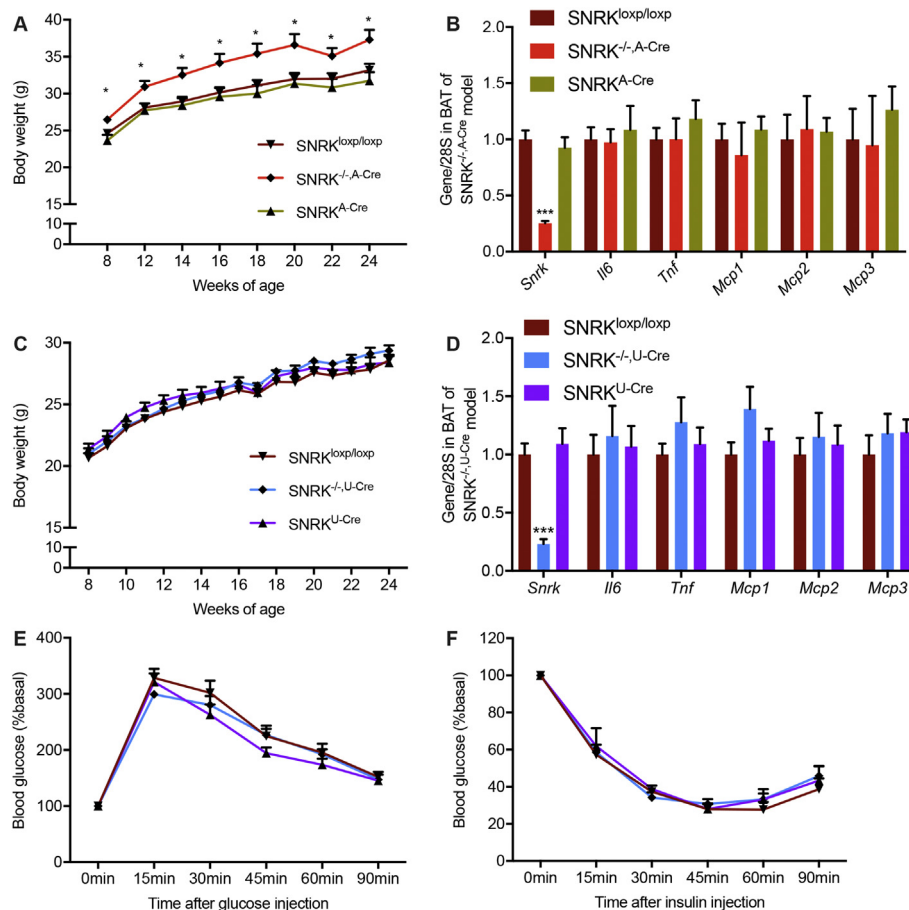 A
Body weight (g)
40
35
30
25
20
15
10
0
* * * * * * * *
SNRKloxp/loxp
SNRK-/-,A-Cre
SNRKA-Cre
8 12 14 16 18 20 22 24
Weeks of age
B
Gene/28S in BAT of
SNRK-/-,A-Cre model
2.0
1.5
1.0
0.5
0.0
SNRKloxp/loxp
SNRK-/-,A-Cre
SNRKA-Cre
***
Snrk Il6 Tnf Mcp1 Mcp2 Mcp3
C
Body weight (g)
30
25
20
15
10
0
SNRKloxp/loxp
SNRK-/-,U-Cre
SNRKU-Cre
8 10 12 14 16 18 20 22 24
Weeks of age
D
Gene/28S in BAT of
SNRK-/-,U-Cre model
2.0
1.5
1.0
0.5
0.0
SNRKloxp/loxp
SNRK-/-,U-Cre
SNRKU-Cre
***
Snrk Il6 Tnf Mcp1 Mcp2 Mcp3
E
Blood glucose (%basal)
400
300
200
100
0
0min 15min 30min 45min 60min 90min
Time after glucose injection
F
Blood glucose (%basal)
120
100
80
60
40
20
0
0min 15min 30min 45min 60min 90min
Time after insulin injection